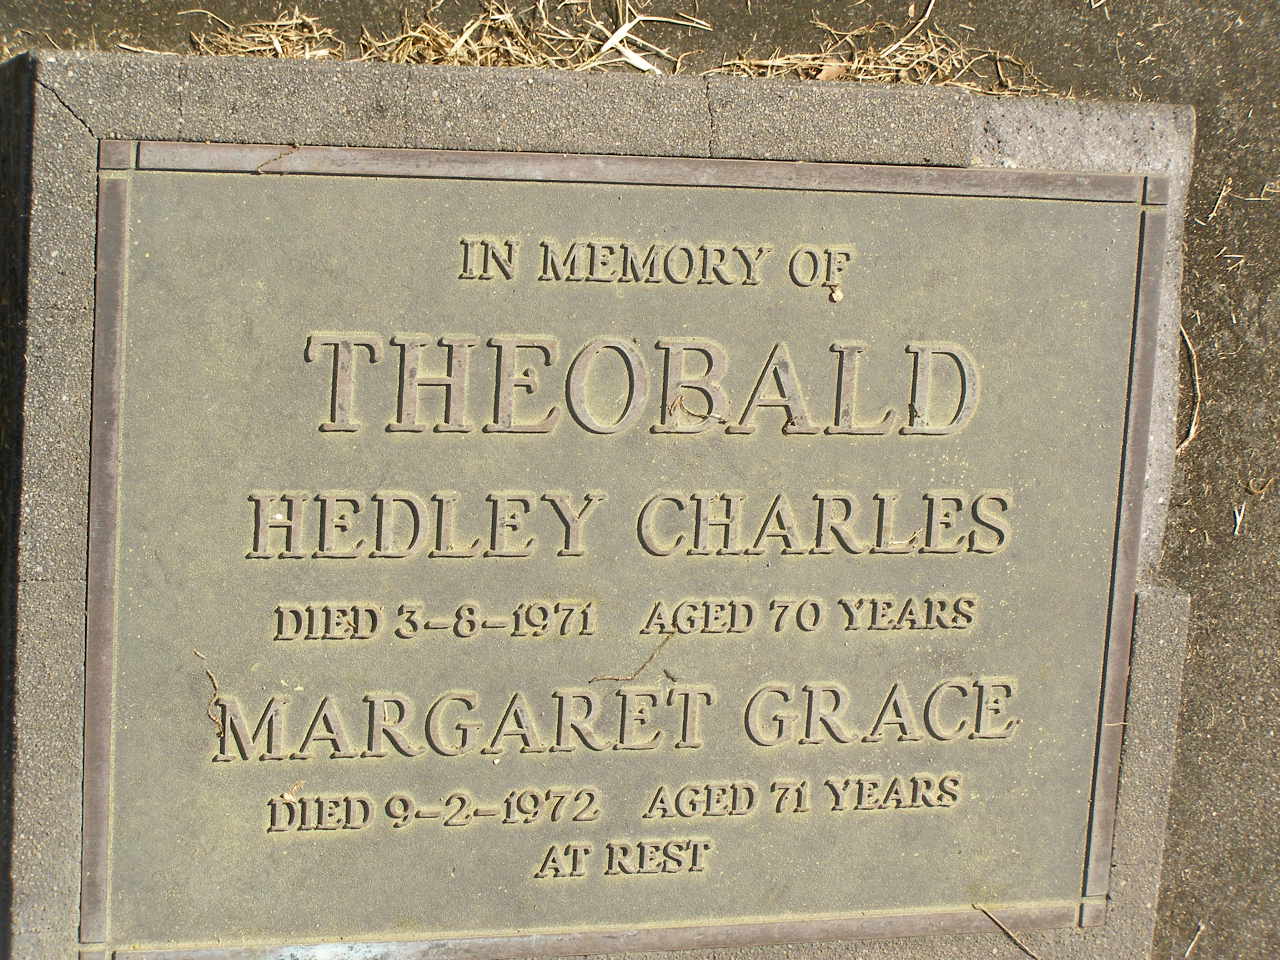 IN MEMORY OF
THEOBALD
HEDLEY CHARLES
DIED 3-8-1971 AGED 70 YEARS
MARGARET GRACE
DIED 9-2-1972 AGED 71 YEARS
AT REST